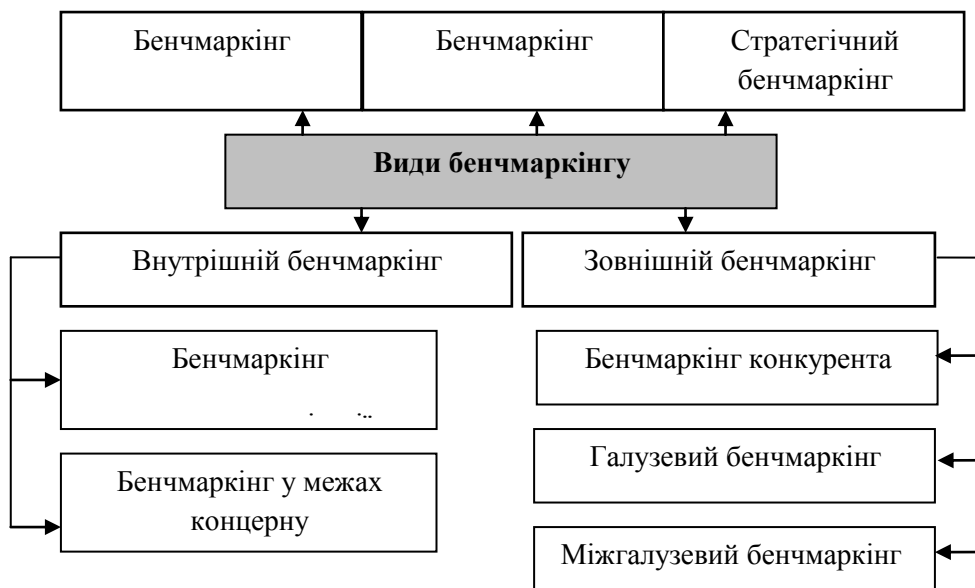 Бенчмаркінг
Бенчмаркінг
Стратегічний
бенчмаркінг
Види бенчмаркінгу
Внутрішній бенчмаркінг
Зовнішній бенчмаркінг
Бенчмаркінг
Бенчмаркінг у межах
концерну
Бенчмаркінг конкурента
Галузевий бенчмаркінг
Міжгалузевий бенчмаркінг